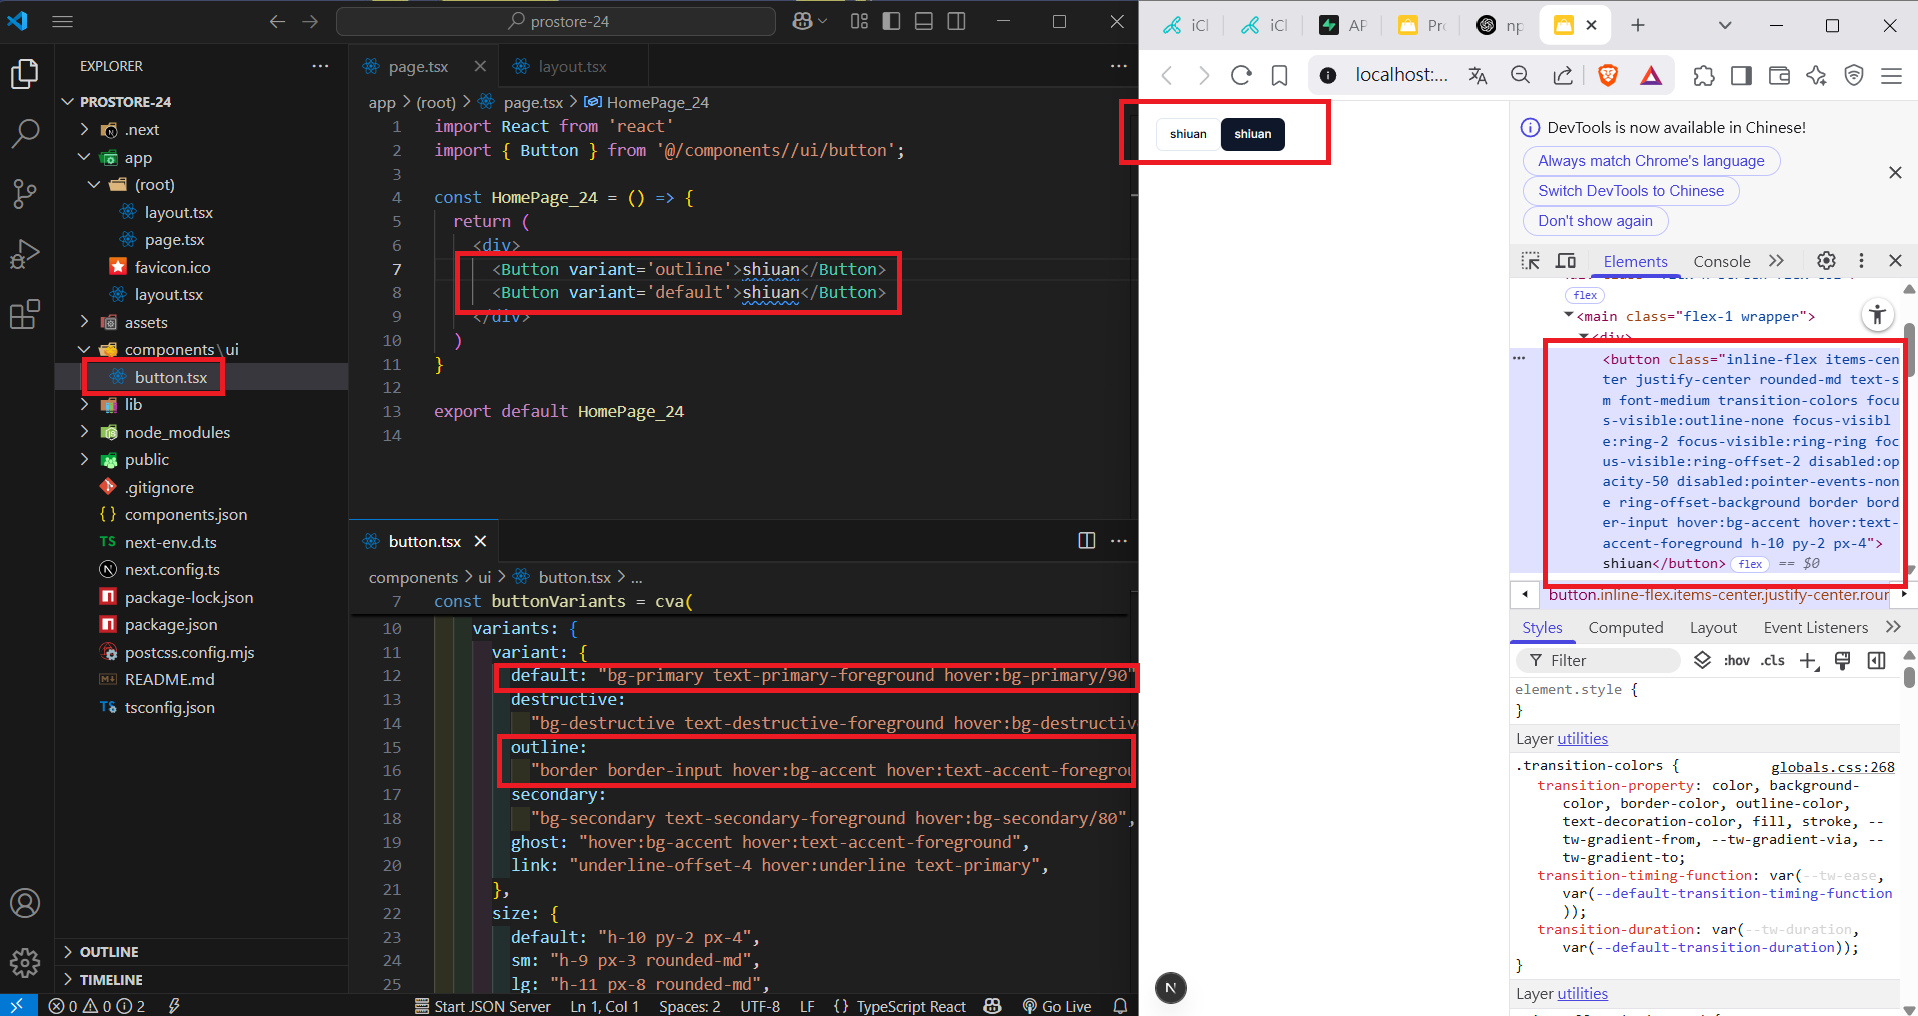 prostore-24
EXPLORER
PROSTORE-24
.next
app
(root)
layout.tsx
page.tsx
favicon.ico
layout.tsx
assets
components\ui
button.tsx
lib
node_modules
public
.gitignore
components.json
next-env.d.ts
next.config.ts
package-lock.json
package.json
postcss.config.mjs
README.md
tsconfig.json
OUTLINE
TIMELINE
page.tsx
layout.tsx
app > (root) > page.tsx > HomePage_24
1 import React from 'react'
2 import { Button } from '@/components//ui/button';
3
4 const HomePage_24 = () => {
5 return (
6 <div>
7 <Button variant='outline'>shiuan</Button>
8 <Button variant='default'>shiuan</Button>
9 </div>
10 )
11 }
12
13 export default HomePage_24
14
button.tsx
components > ui > button.tsx > ...
7 const buttonVariants = cva(
10 variants: {
11 variant: {
12 default: "bg-primary text-primary-foreground hover:bg-primary/90"
13 destructive:
14 "bg-destructive text-destructive-foreground hover:bg-destructiv
15 outline:
16 "border border-input hover:bg-accent hover:text-accent-foregrou
17 secondary:
18 "bg-secondary text-secondary-foreground hover:bg-secondary/80",
19 ghost: "hover:bg-accent hover:text-accent-foreground",
20 link: "underline-offset-4 hover:underline text-primary",
21 },
22 size: {
23 default: "h-10 py-2 px-4",
24 sm: "h-9 px-3 rounded-md",
25 lg: "h-11 px-8 rounded-md",
0 0 2
Start JSON Server Ln 1, Col 1 Spaces: 2 UTF-8 LF {} TypeScript React Go Live
iCl iCl AP Pr np
localhost:...
shiuan shiuan
N
DevTools is now available in Chinese!
Always match Chrome's language
Switch DevTools to Chinese
Don't show again
Elements Console
flex
<main class="flex-1 wrapper">
<div>
<button class="inline-flex items-cen
ter justify-center rounded-md text-s
m font-medium transition-colors focu
s-visible:outline-none focus-visibl
e:ring-2 focus-visible:ring-ring foc
us-visible:ring-offset-2 disabled:op
acity-50 disabled:pointer-events-non
e ring-offset-background border bord
er-input hover:bg-accent hover:text-
accent-foreground h-10 py-2 px-4">
shiuan</button> flex == $0
button.inline-flex.items-center.justify-center.roun
Styles Computed Layout Event Listeners
Filter :hov .cls
element.style {
}
Layer utilities
.transition-colors { globals.css:268
transition-property: color, background-
color, border-color, outline-color,
text-decoration-color, fill, stroke, --
tw-gradient-from, --tw-gradient-via, --
tw-gradient-to;
transition-timing-function: var(--tw-ease,
var(--default-transition-timing-function
));
transition-duration: var(--tw-duration,
var(--default-transition-duration));
}
Layer utilities